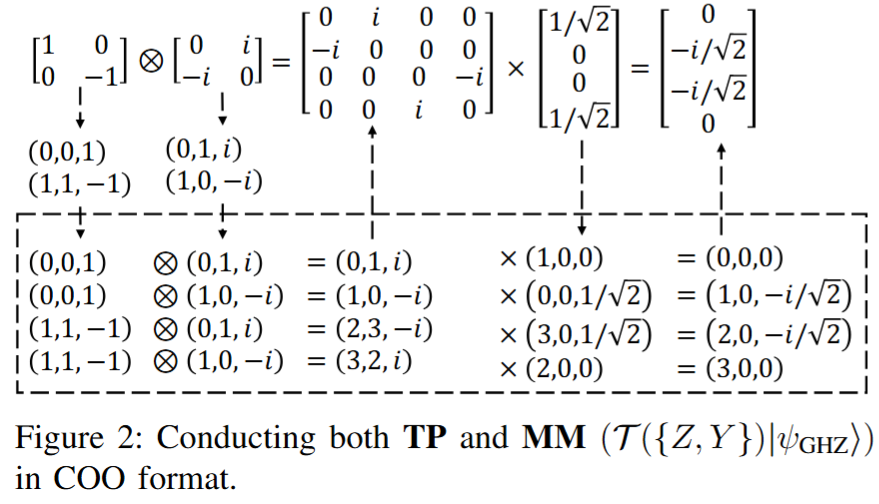 [1 0 0 −1] ⊗ [0 i −i 0] = [0 i 0 0 −i 0 0 0 0 0 0 −i 0 0 i 0] × [1/√2 0 0 1/√2] = [0 −i/√2 −i/√2 0]
(0,0,1) (0,1,i)
(1,1,−1) (1,0,−i)
(0,0,1) ⊗ (0,1,i) = (0,1,i) × (1,0,0) = (0,0,0)
(0,0,1) ⊗ (1,0,−i) = (1,0,−i) × (0,0,1/√2) = (1,0,−i/√2)
(1,1,−1) ⊗ (0,1,i) = (2,3,−i) × (3,0,1/√2) = (2,0,−i/√2)
(1,1,−1) ⊗ (1,0,−i) = (3,2,i) × (2,0,0) = (3,0,0)
Figure 2: Conducting both TP and MM (𝒯({Z, Y})|ψGHZ⟩)
in COO format.